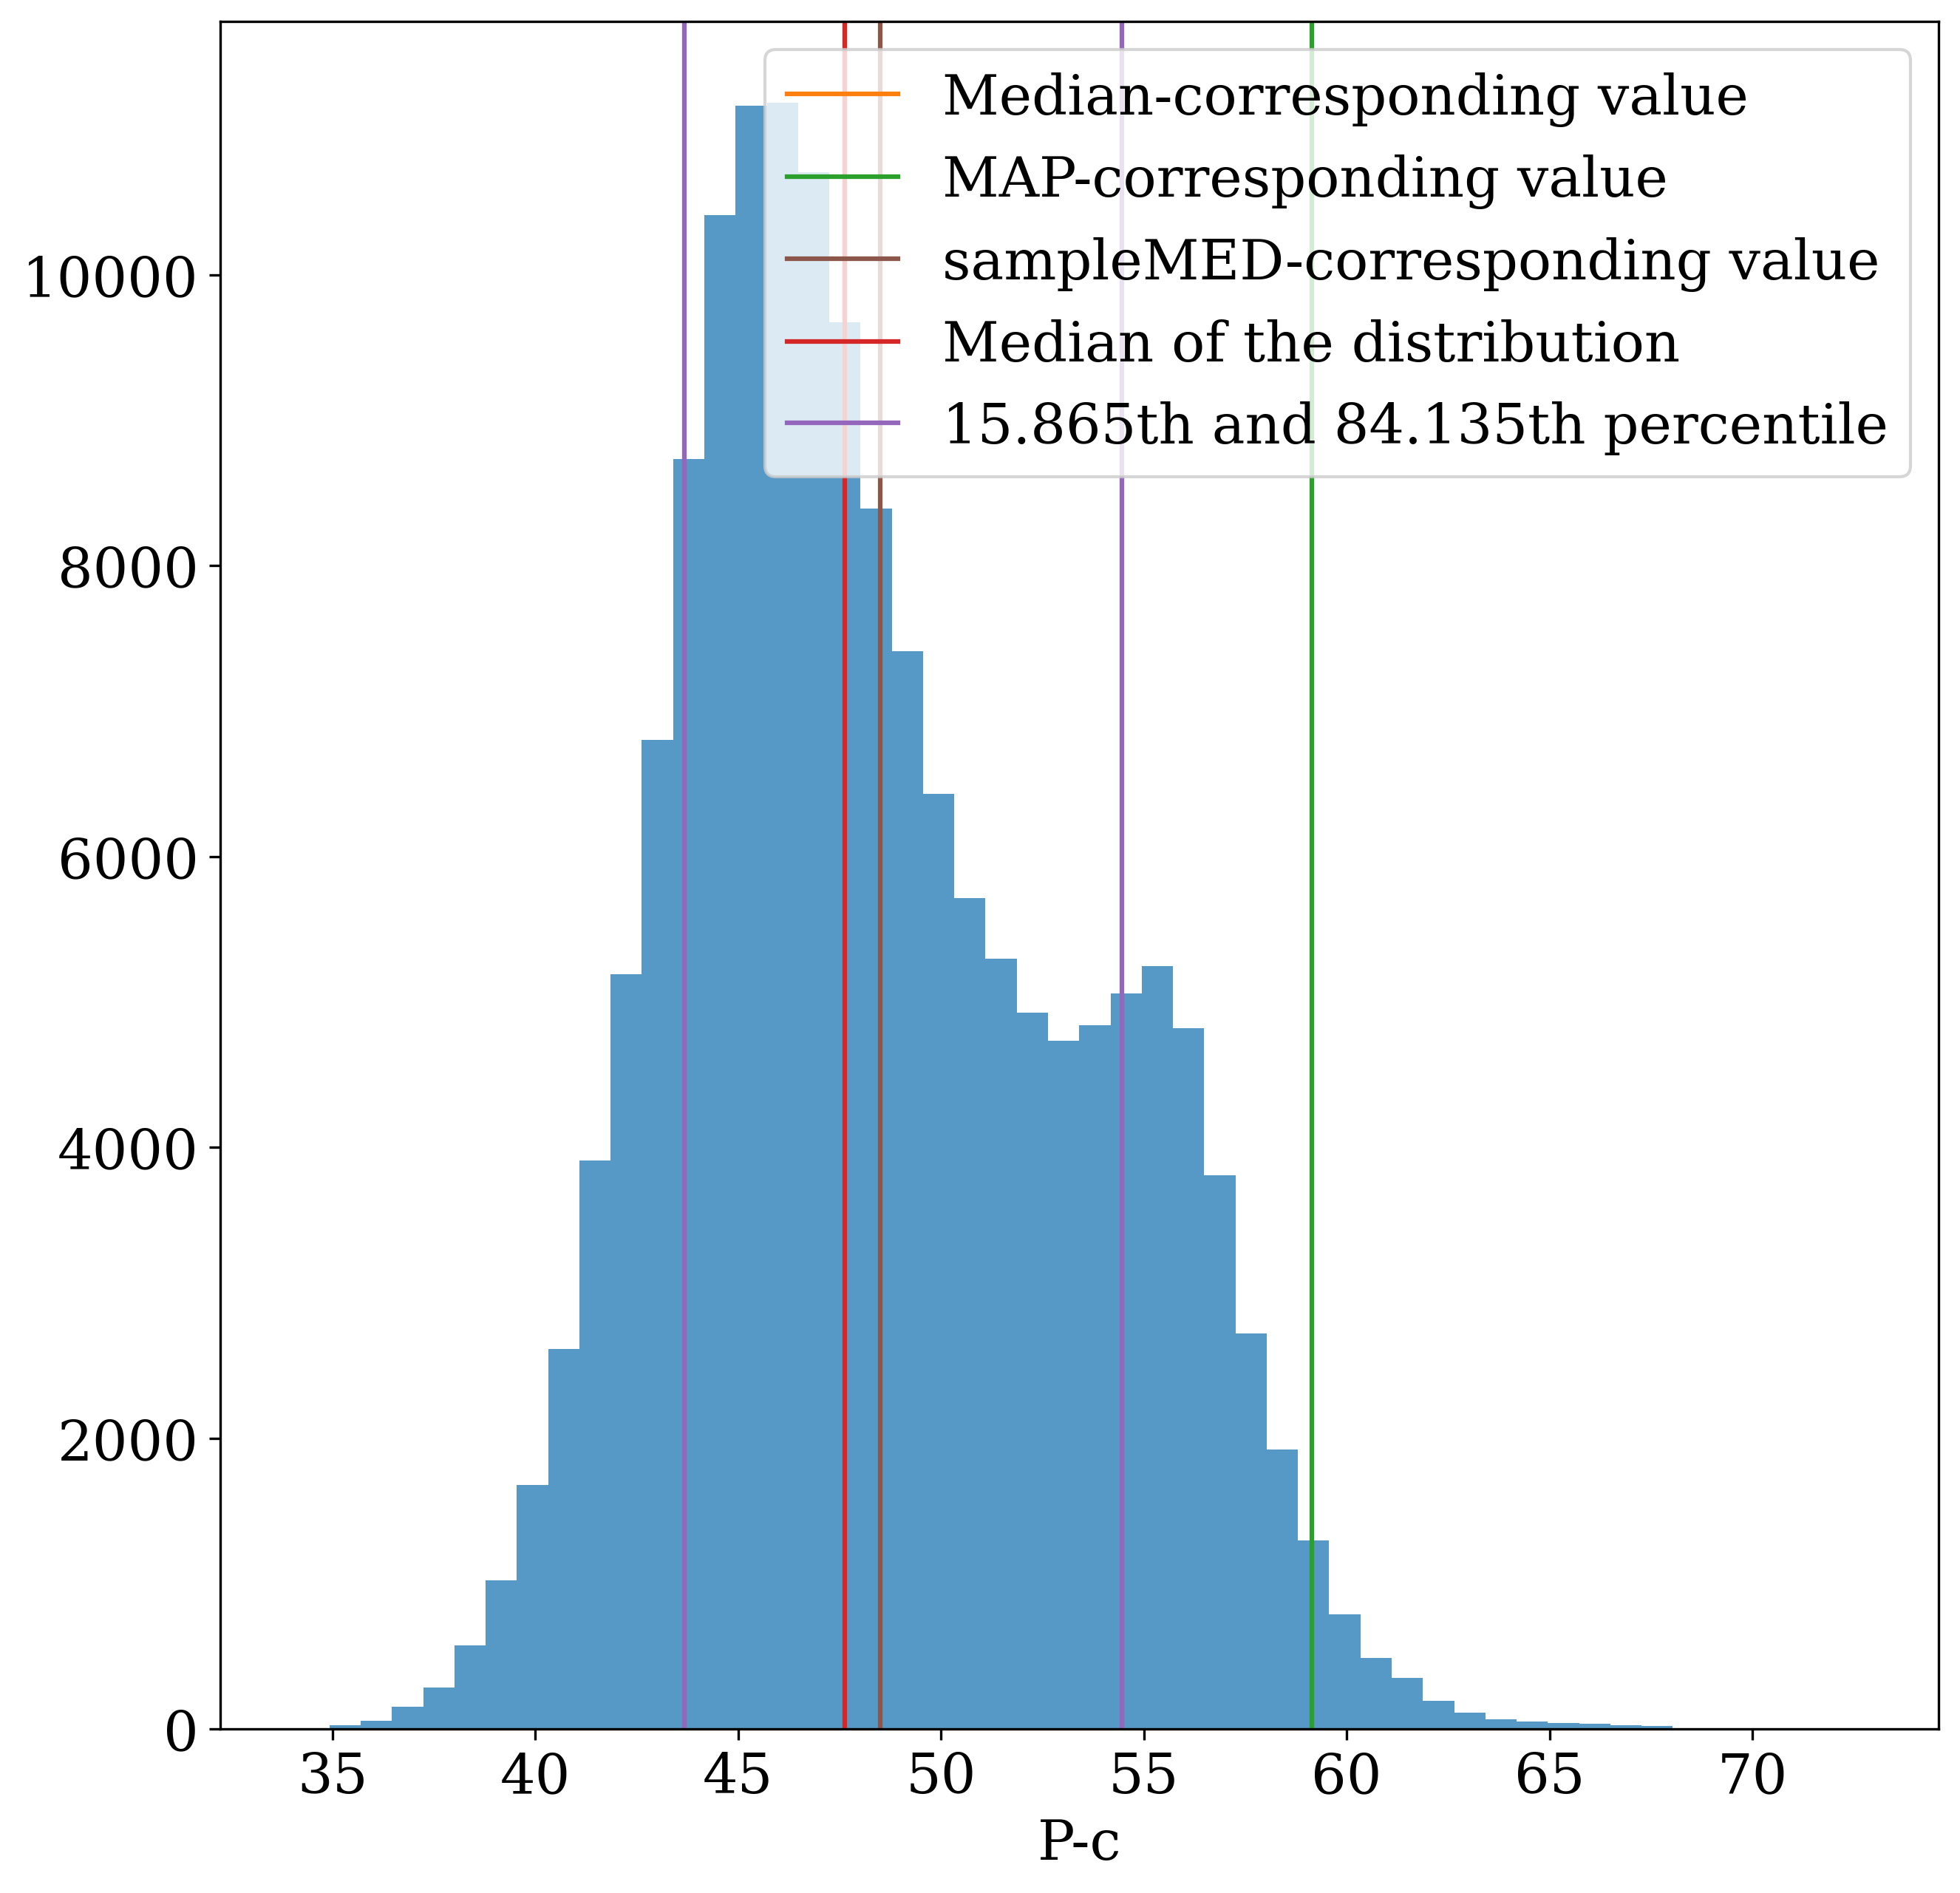 Median-corresponding value
MAP-corresponding value
sampleMED-corresponding value
Median of the distribution
15.865th and 84.135th percentile
10000
8000
6000
4000
2000
0
35 40 45 50 55 60 65 70
P-c